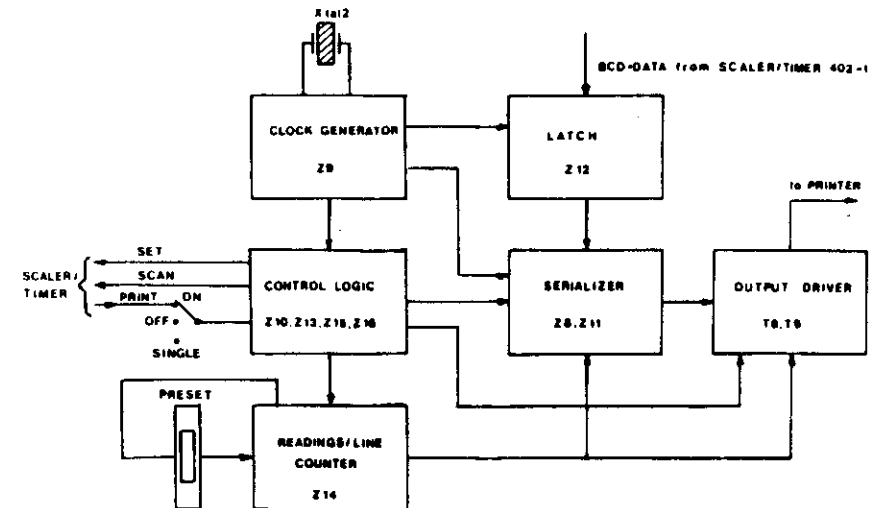 Xtal2
BCD-DATA from SCALER/TIMER 402-1
CLOCK GENERATOR
Z9
LATCH
Z12
to PRINTER
SET
SCAN
SCALER/
TIMER
PRINT
ON
OFF
SINGLE
CONTROL LOGIC
Z10,Z13,Z15,Z16
SERIALIZER
Z8,Z11
OUTPUT DRIVER
T8,T9
PRESET
READINGS/LINE
COUNTER
Z14